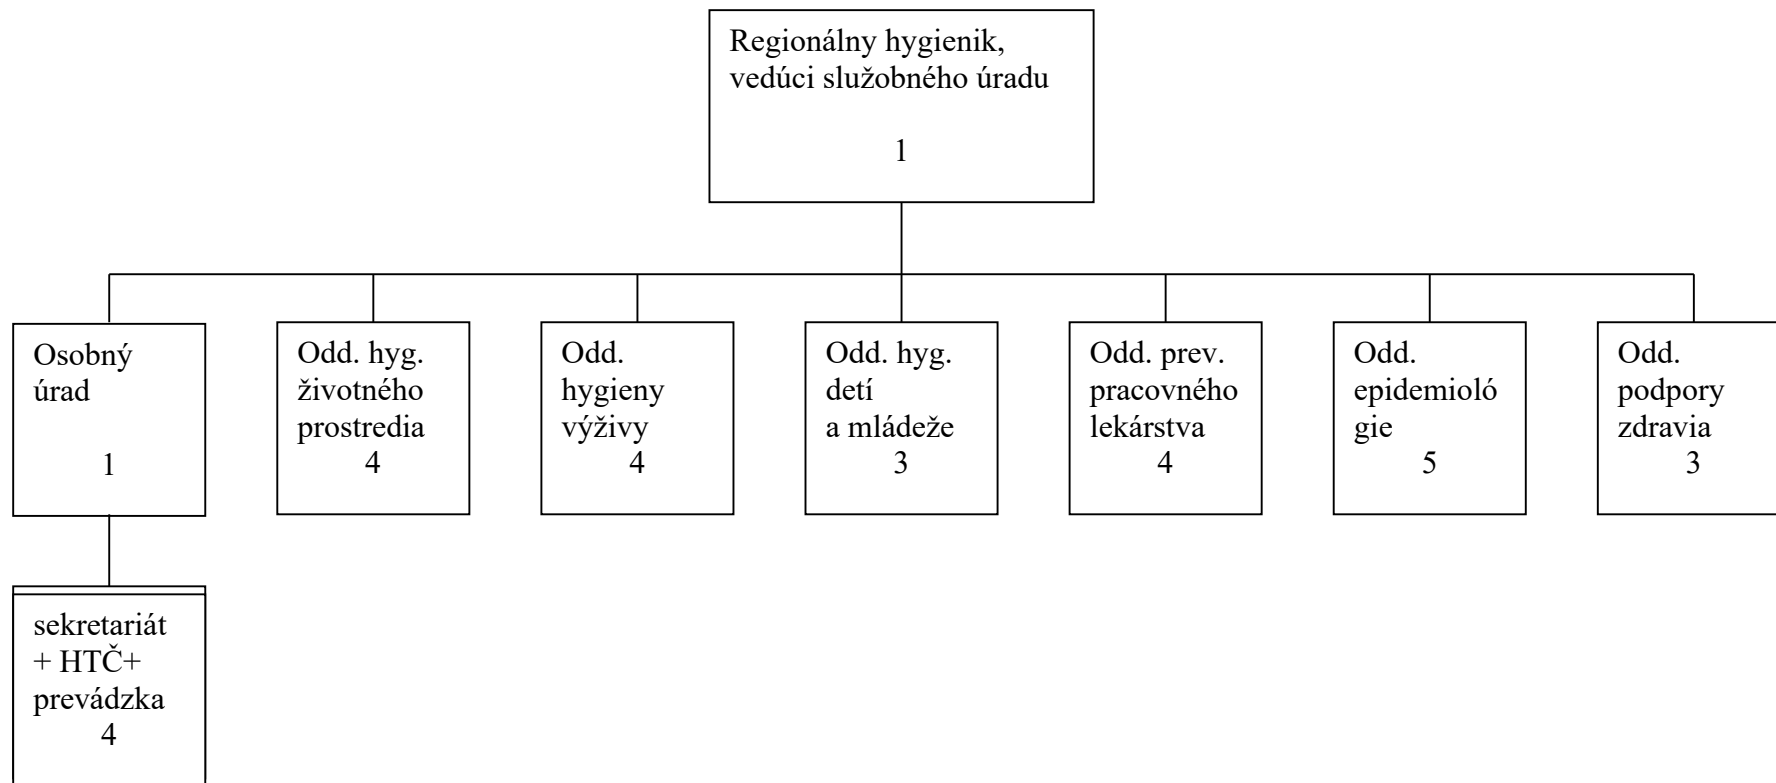 Regionálny hygienik,
vedúci služobného úradu
1
Osobný
úrad
1
Odd. hyg.
životného
prostredia
4
Odd.
hygieny
výživy
4
Odd. hyg.
detí
a mládeže
3
Odd. prev.
pracovného
lekárstva
4
Odd.
epidemioló
gie
5
Odd.
podpory
zdravia
3
sekretariát
+ HTČ+
prevádzka
4